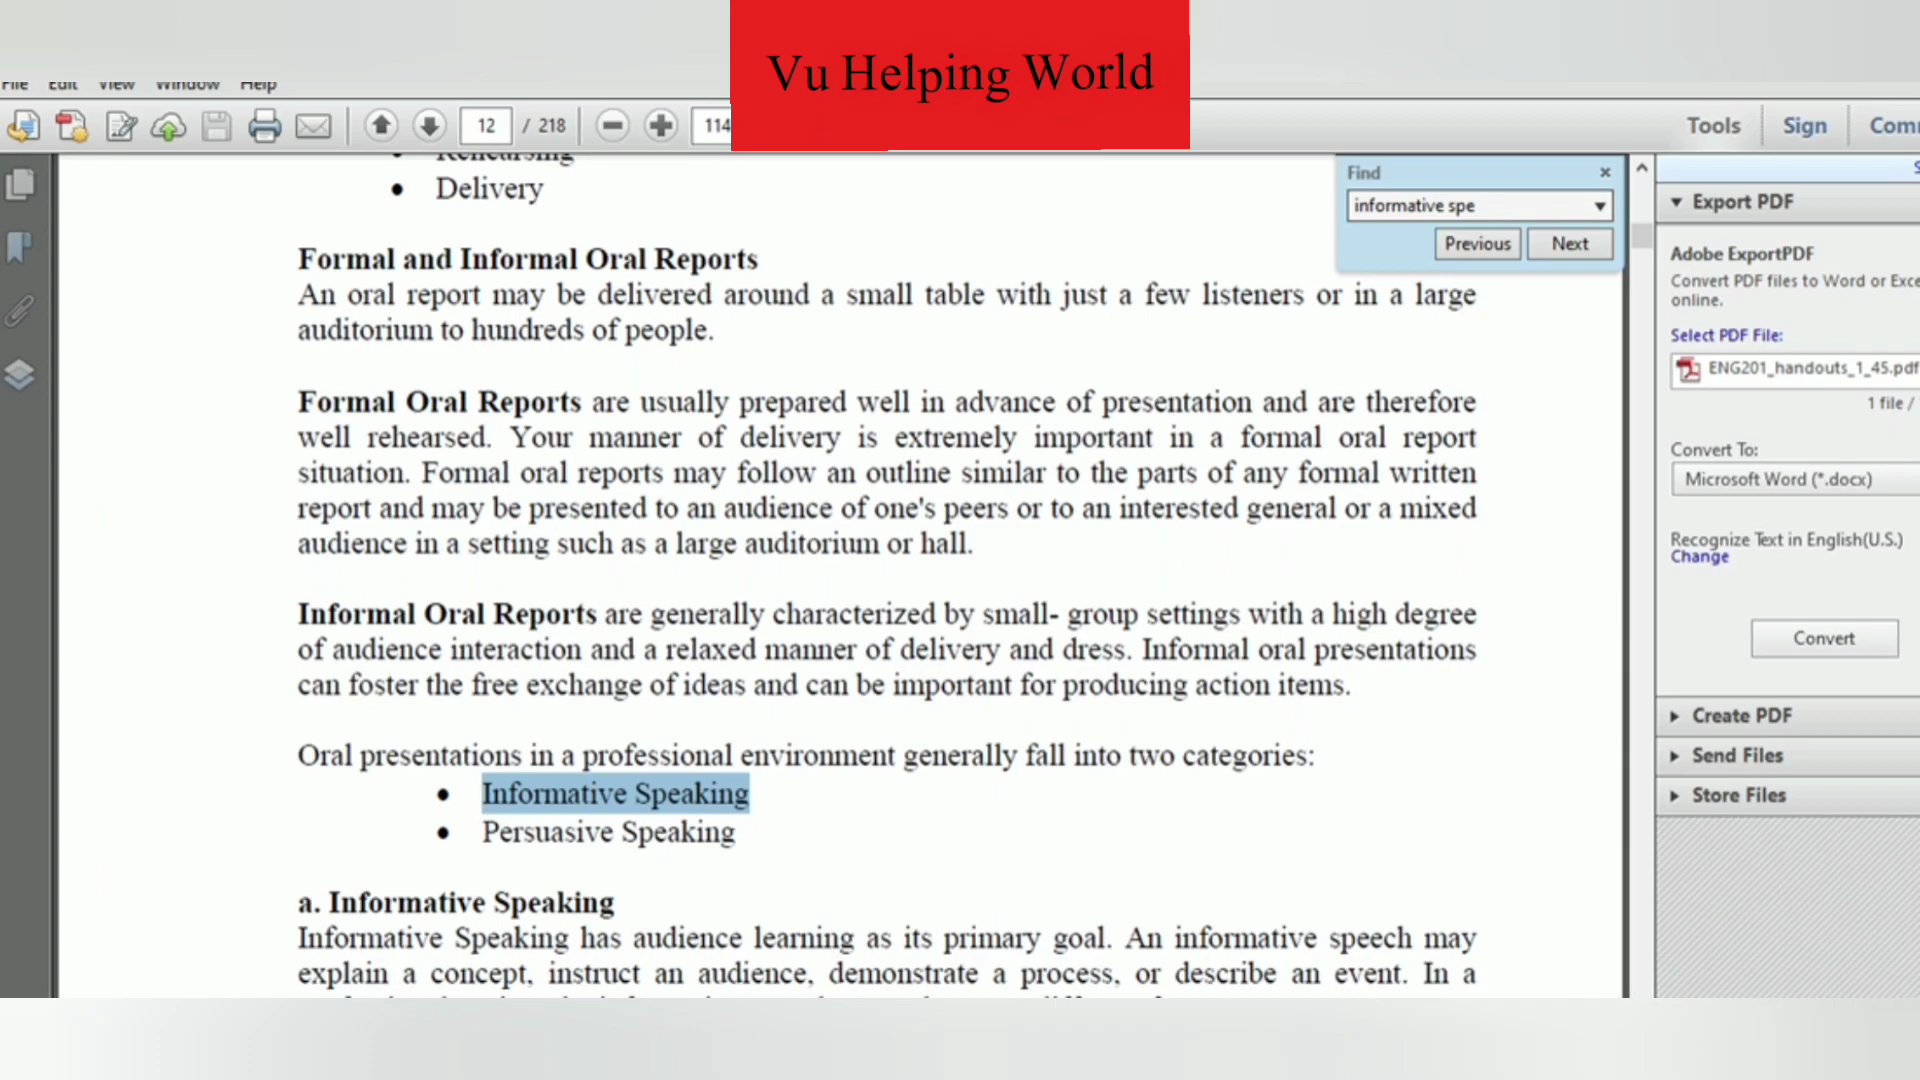 Vu Helping World
File Edit View Window Help
12 / 218
114
Tools Sign
Rehearsing
• Delivery
Find
informative spe
Previous Next
Formal and Informal Oral Reports
An oral report may be delivered around a small table with just a few listeners or in a large
auditorium to hundreds of people.
Formal Oral Reports are usually prepared well in advance of presentation and are therefore
well rehearsed. Your manner of delivery is extremely important in a formal oral report
situation. Formal oral reports may follow an outline similar to the parts of any formal written
report and may be presented to an audience of one's peers or to an interested general or a mixed
audience in a setting such as a large auditorium or hall.
Informal Oral Reports are generally characterized by small- group settings with a high degree
of audience interaction and a relaxed manner of delivery and dress. Informal oral presentations
can foster the free exchange of ideas and can be important for producing action items.
Oral presentations in a professional environment generally fall into two categories:
• Informative Speaking
• Persuasive Speaking
a. Informative Speaking
Informative Speaking has audience learning as its primary goal. An informative speech may
explain a concept, instruct an audience, demonstrate a process, or describe an event. In a
Export PDF
Adobe ExportPDF
Convert PDF files to Word or Exce
online.
Select PDF File:
ENG201_handouts_1_45.pdf
1 file /
Convert To:
Microsoft Word (*.docx)
Recognize Text in English(U.S.)
Change
Convert
Create PDF
Send Files
Store Files